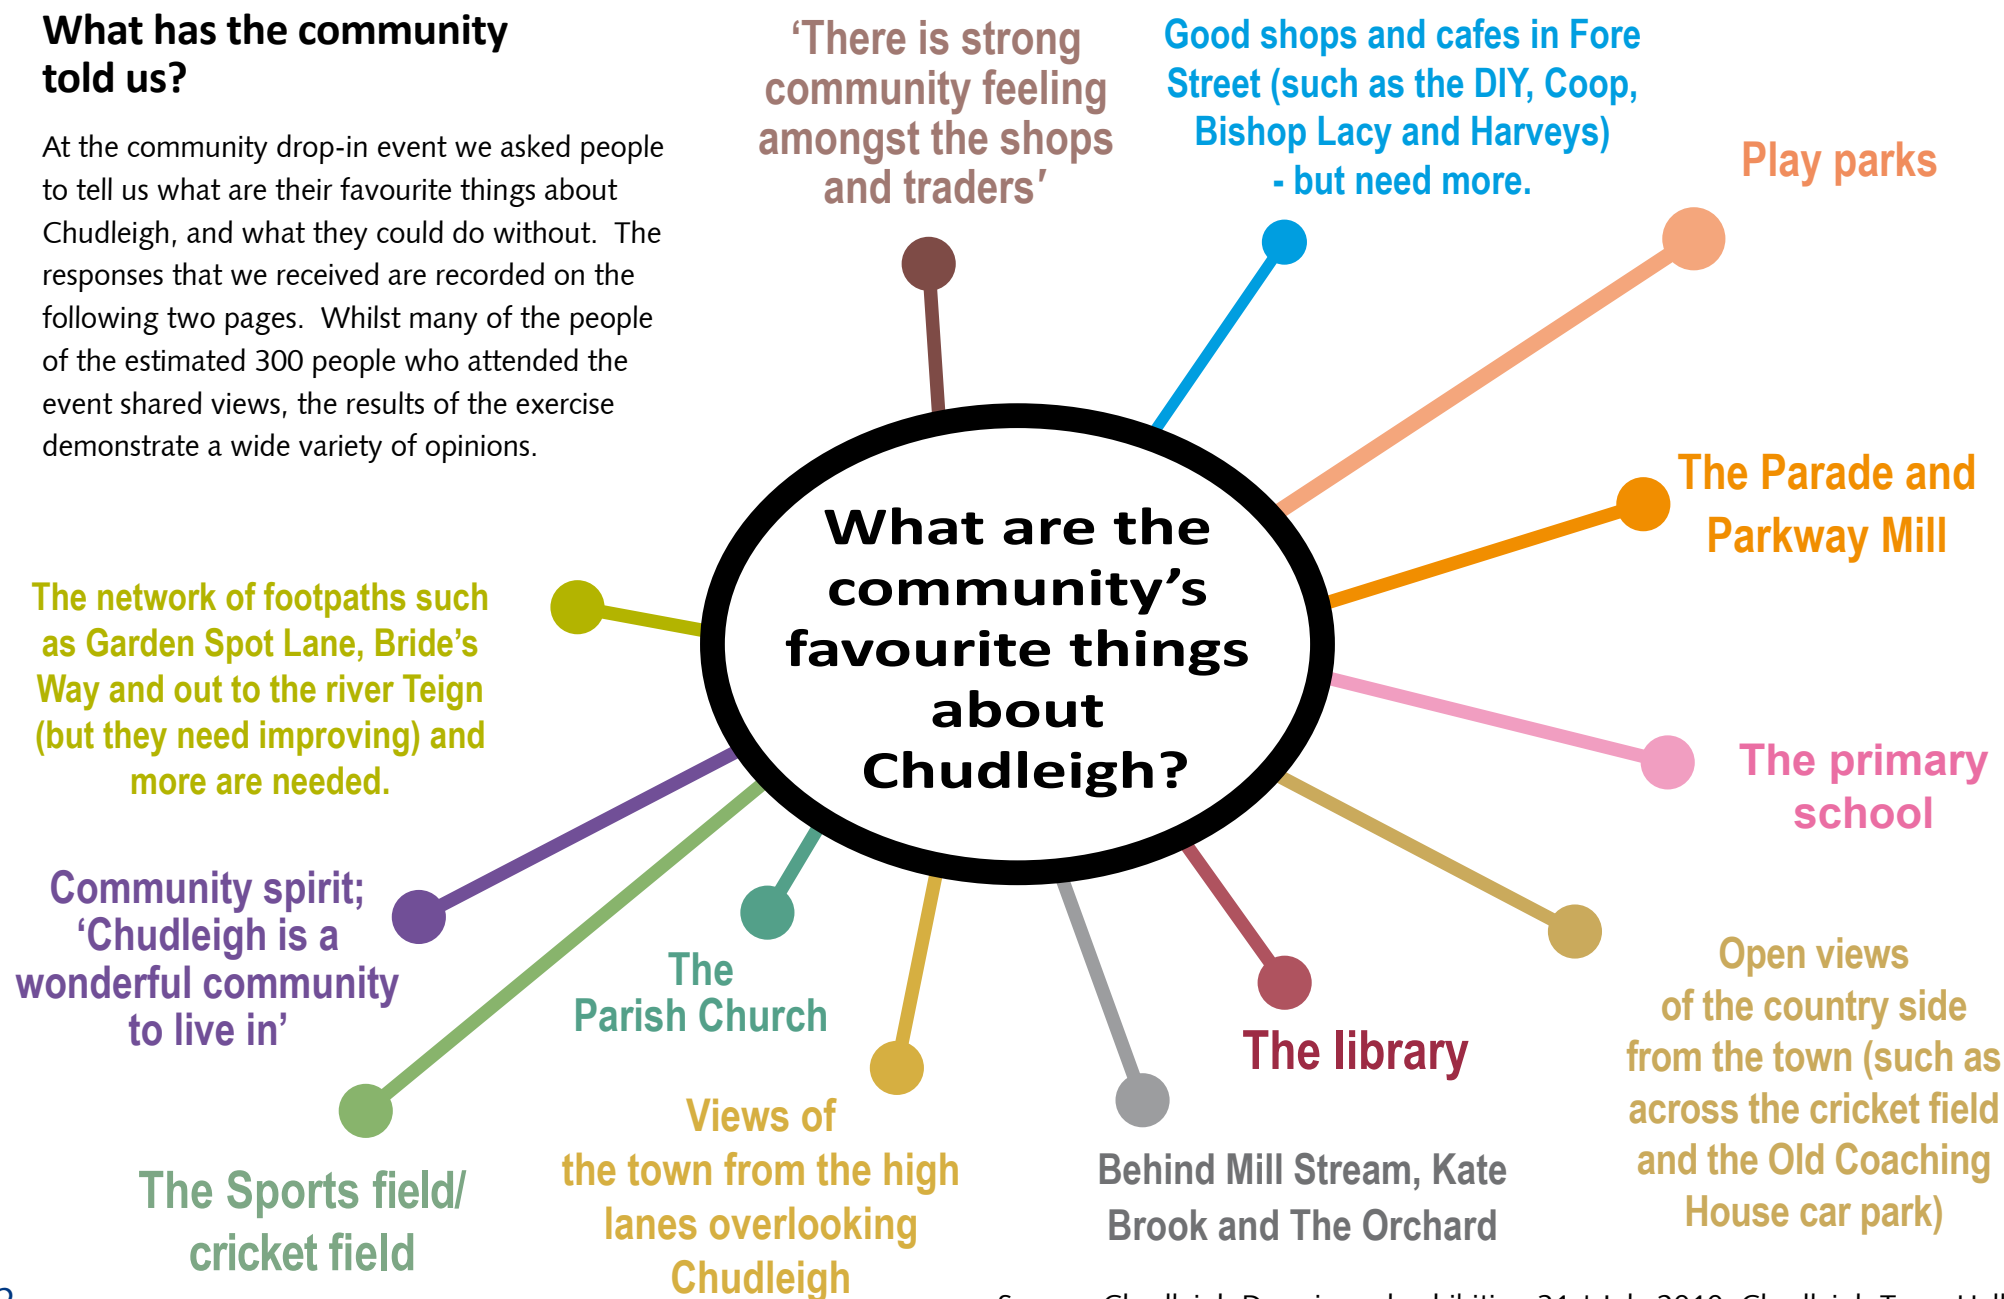 What has the community
told us?
At the community drop-in event we asked people
to tell us what are their favourite things about
Chudleigh, and what they could do without.  The
responses that we received are recorded on the
following two pages.  Whilst many of the people
of the estimated 300 people who attended the
event shared views, the results of the exercise
demonstrate a wide variety of opinions.
‘There is strong
community feeling
amongst the shops
and traders’
Good shops and cafes in Fore
Street (such as the DIY, Coop,
Bishop Lacy and Harveys)
- but need more.
Play parks
The Parade and
Parkway Mill
What are the
community’s
favourite things
about
Chudleigh?
The network of footpaths such
as Garden Spot Lane, Bride’s
Way and out to the river Teign
(but they need improving) and
more are needed.
The primary
school
Community spirit;
‘Chudleigh is a
wonderful community
to live in’
The
Parish Church
The library
Open views
of the country side
from the town (such as
across the cricket field
and the Old Coaching
House car park)
The Sports field/
cricket field
Views of
the town from the high
lanes overlooking
Chudleigh
Behind Mill Stream, Kate
Brook and The Orchard